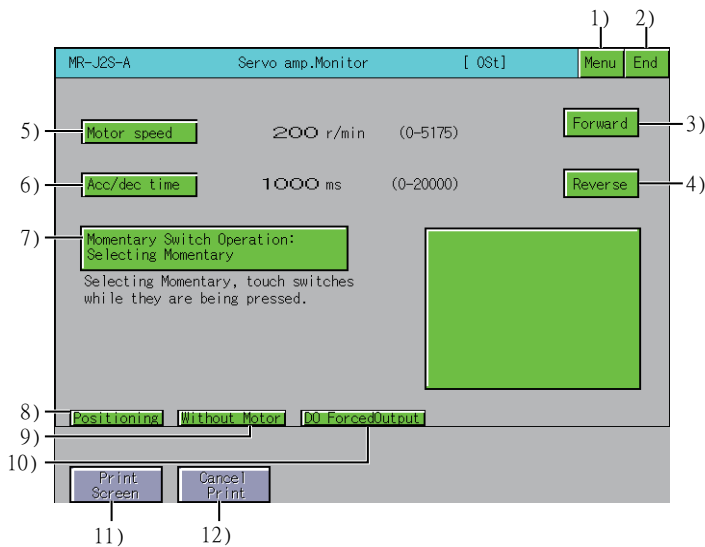 1) 2)
MR-J2S-A Servo amp.Monitor [ OSt] Menu End
5) Motor speed 200 r/min (0-5175) Forward 3)
6) Acc/dec time 1000 ms (0-20000) Reverse 4)
7) Momentary Switch Operation:
Selecting Momentary
Selecting Momentary, touch switches
while they are being pressed.
8) Positioning Without Motor DO ForcedOutput
9)
10)
Print
Screen
Cancel
Print
11) 12)